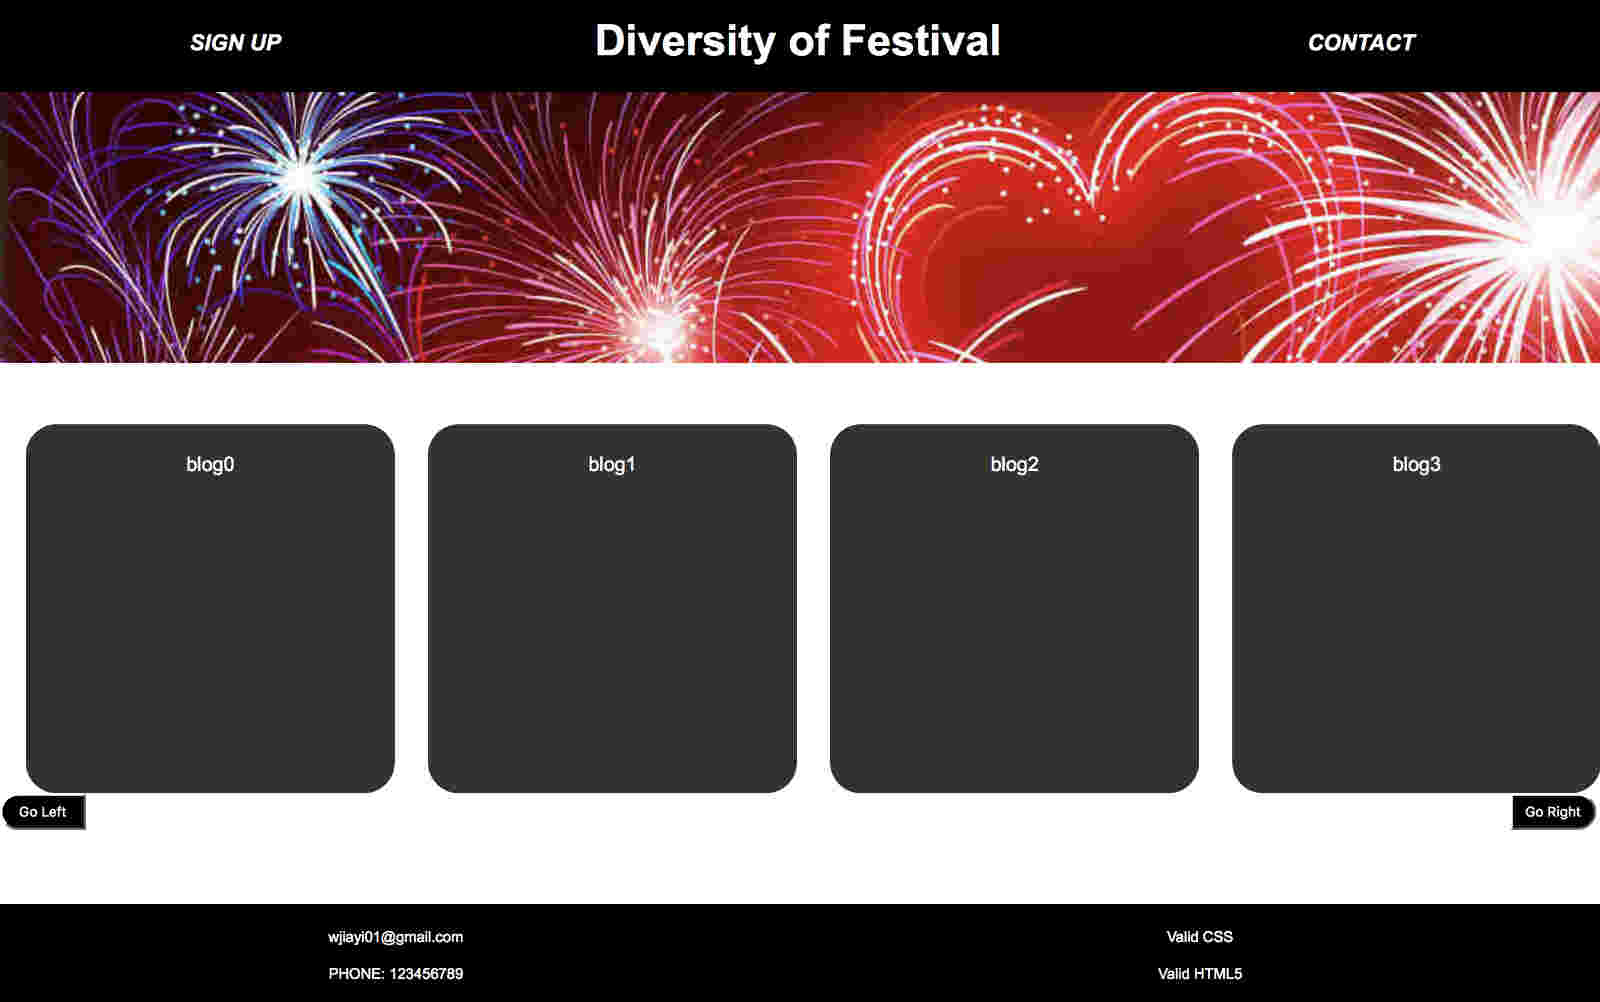 SIGN UP
Diversity of Festival
CONTACT
blog0
blog1
blog2
blog3
Go Left
Go Right
wjiayi01@gmail.com
Valid CSS
PHONE: 123456789
Valid HTML5